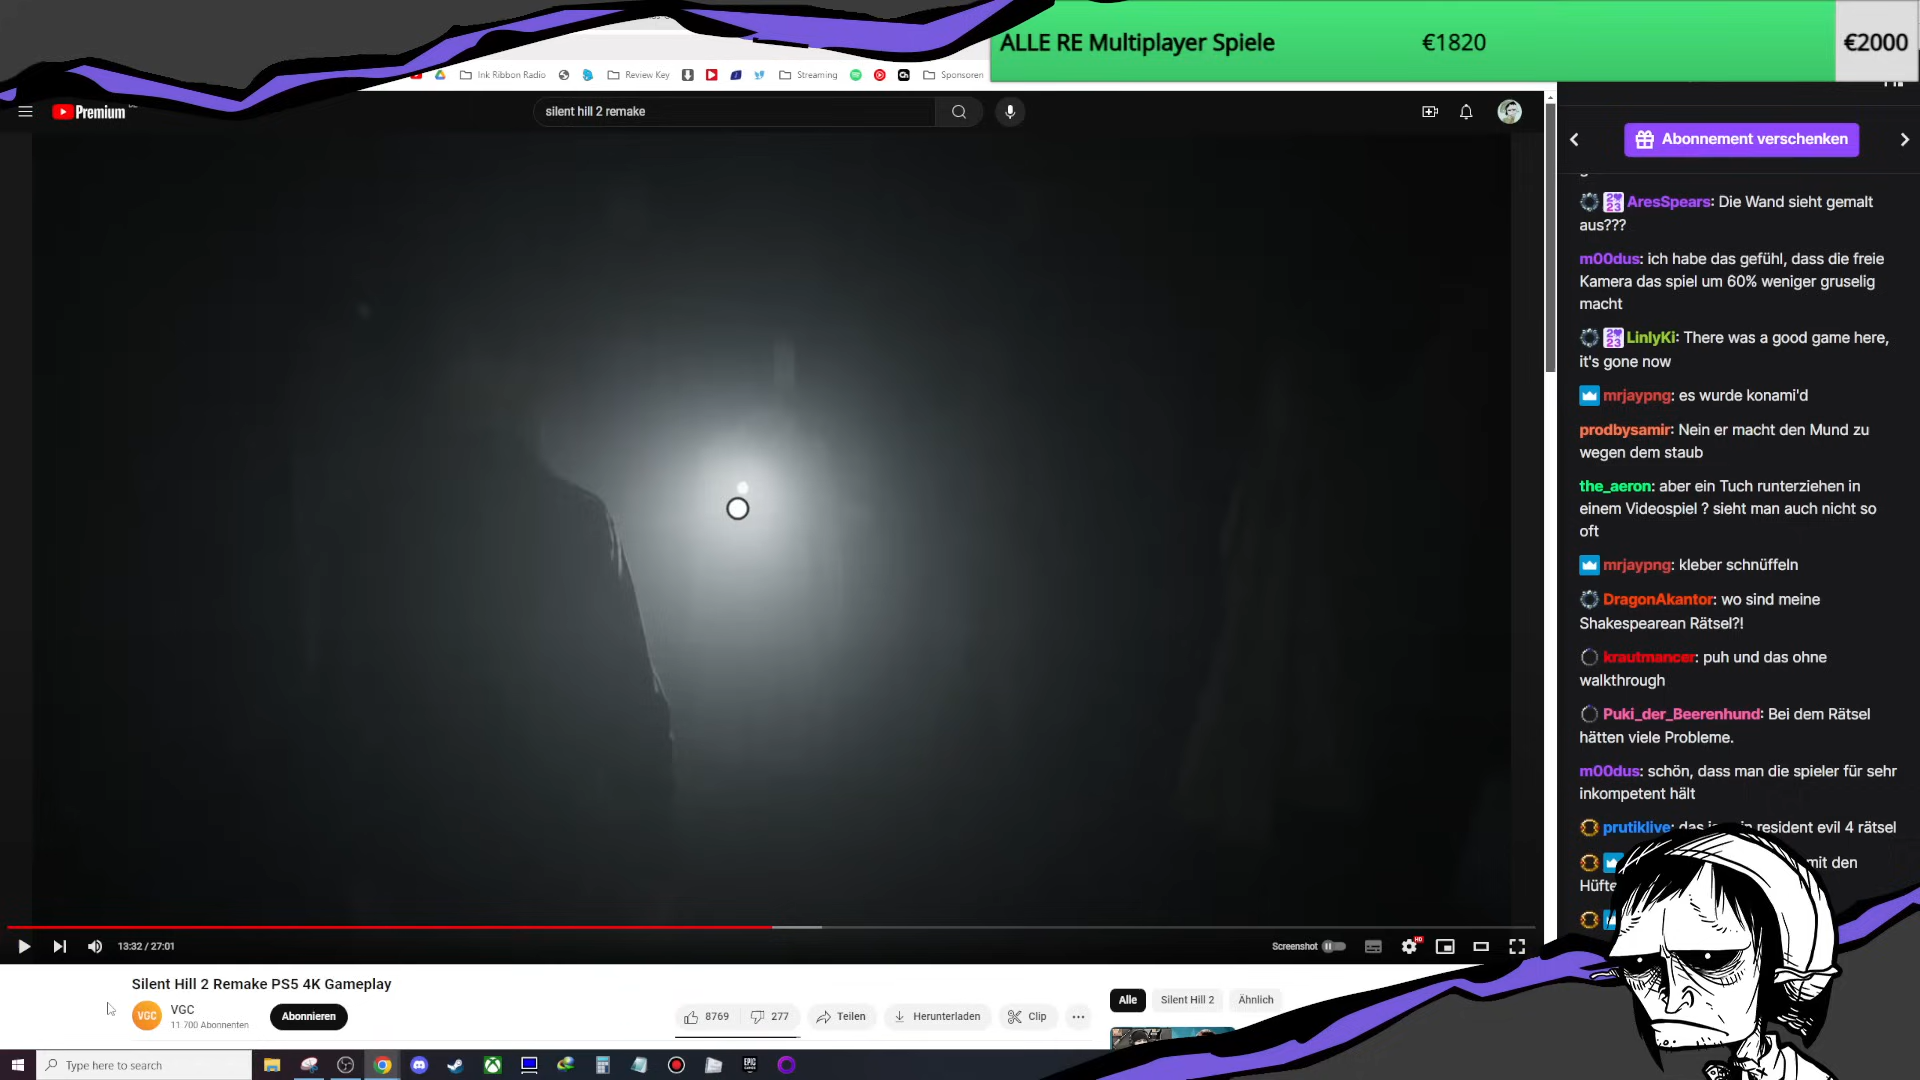 ALLE RE Multiplayer Spiele €1820 €2000
Ink Ribbon Radio Review Key Streaming Sponsoren
Premium silent hill 2 remake
Abonnement verschenken
AresSpears: Die Wand sieht gemalt
aus???
m00dus: ich habe das gefühl, dass die freie
Kamera das spiel um 60% weniger gruselig
macht
LinlyKi: There was a good game here,
it's gone now
mrjaypng: es wurde konami'd
prodbysamir: Nein er macht den Mund zu
wegen dem staub
the_aeron: aber ein Tuch runterziehen in
einem Videospiel ? sieht man auch nicht so
oft
mrjaypng: kleber schnüffeln
DragonAkantor: wo sind meine
Shakespearean Rätsel?!
krautmancer: puh und das ohne
walkthrough
Puki_der_Beerenhund: Bei dem Rätsel
hätten viele Probleme.
m00dus: schön, dass man die spieler für sehr
inkompetent hält
prutiklive: das resident evil 4 rätsel
mit den
Hüfte
13:32 / 27:01 Screenshot HD
Silent Hill 2 Remake PS5 4K Gameplay
VGC VGC
11.700 Abonnenten
Abonnieren
8769 277 Teilen Herunterladen Clip
Alle Silent Hill 2 Ähnlich
Type here to search
EPIC
GAMES